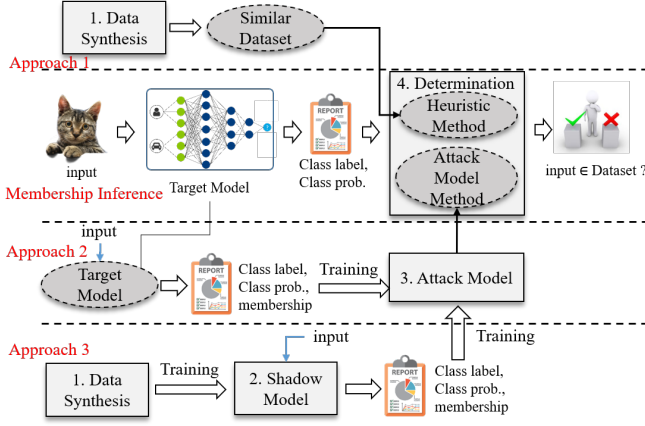 1. Data
Synthesis
Similar
Dataset
Approach 1
4. Determination
Heuristic
Method
REPORT
input
Class label,
Class prob.
Attack
Model
Method
input ∈ Dataset ?
Membership Inference
Target Model
input
Approach 2
Target
Model
REPORT
Class label,
Class prob.,
membership
Training
3. Attack Model
Approach 3
input
Training
Training
1. Data
Synthesis
2. Shadow
Model
REPORT
Class label,
Class prob.,
membership